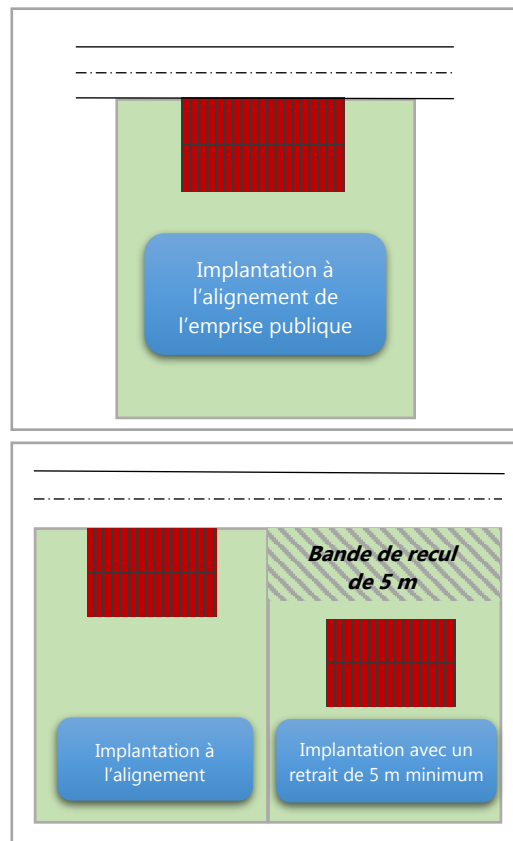 Implantation à
l'alignement de
l'emprise publique
Bande de recul
de 5 m
Implantation à
l'alignement
Implantation avec un
retrait de 5 m minimum